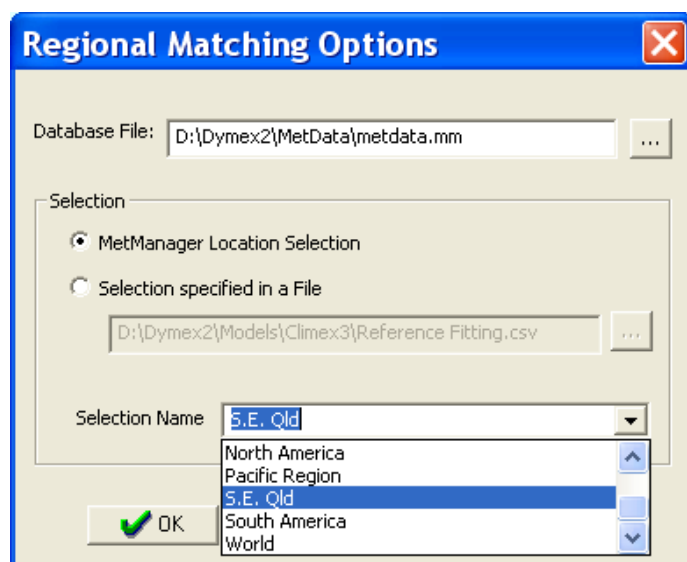 Regional Matching Options
Database File: D:\Dymex2\MetData\metdata.mm ...
Selection
MetManager Location Selection
Selection specified in a File
D:\Dymex2\Models\Climex3\Reference Fitting.csv ...
Selection Name S.E. Qld
North America
Pacific Region
S.E. Qld
South America
World
OK